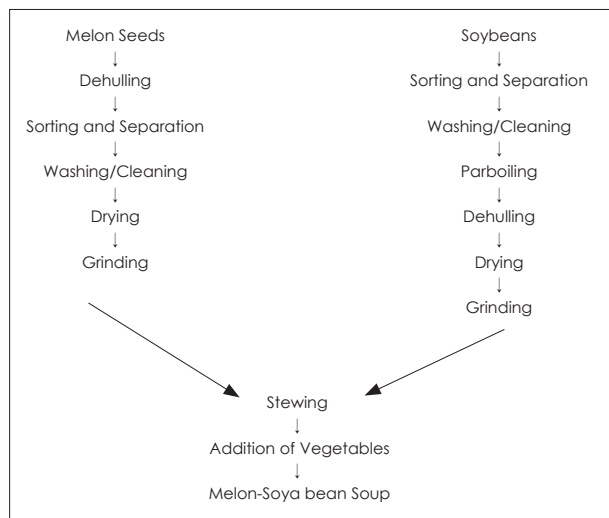 Melon Seeds
↓
Dehulling
↓
Sorting and Separation
↓
Washing/Cleaning
↓
Drying
↓
Grinding
Soybeans
↓
Sorting and Separation
↓
Washing/Cleaning
↓
Parboiling
↓
Dehulling
↓
Drying
↓
Grinding
Stewing
↓
Addition of Vegetables
↓
Melon-Soya bean Soup